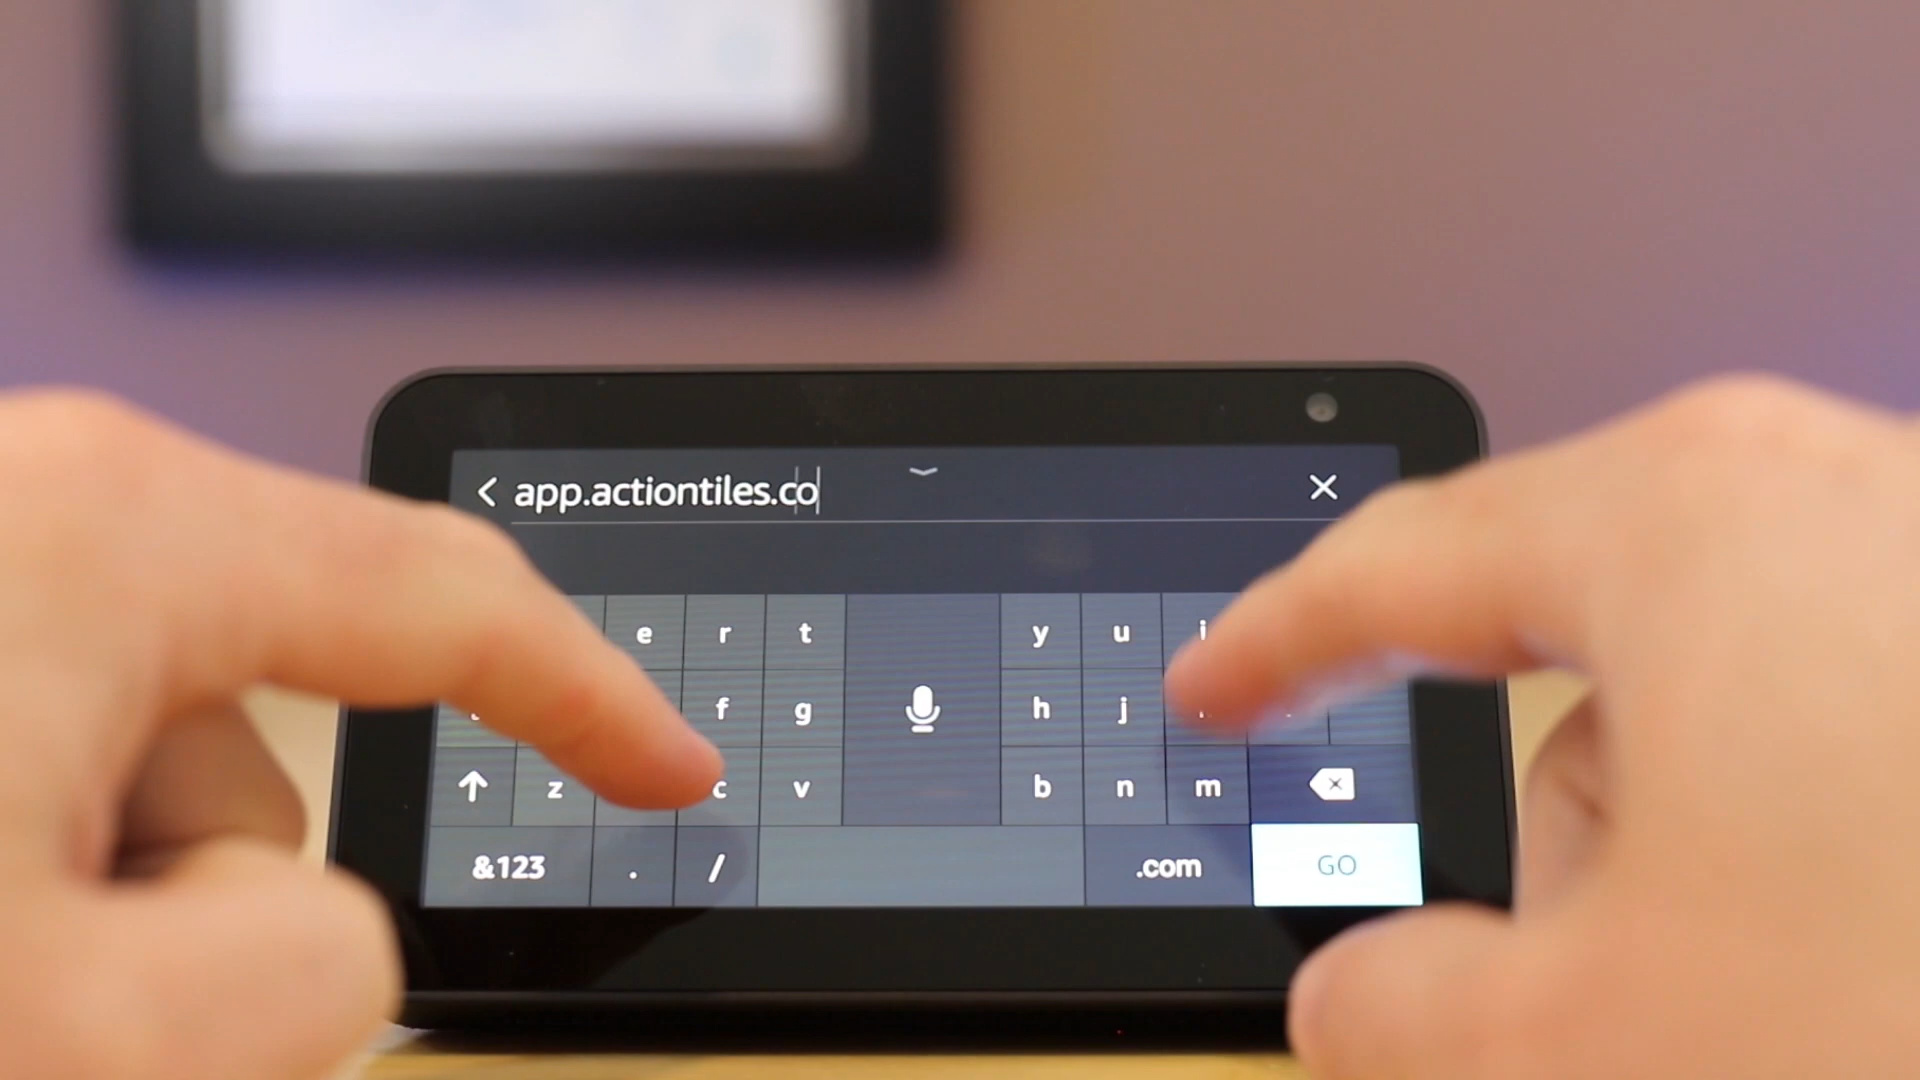 app.actiontiles.co
e r t y u i
f g h j
z c v b n m
&123 . / .com GO